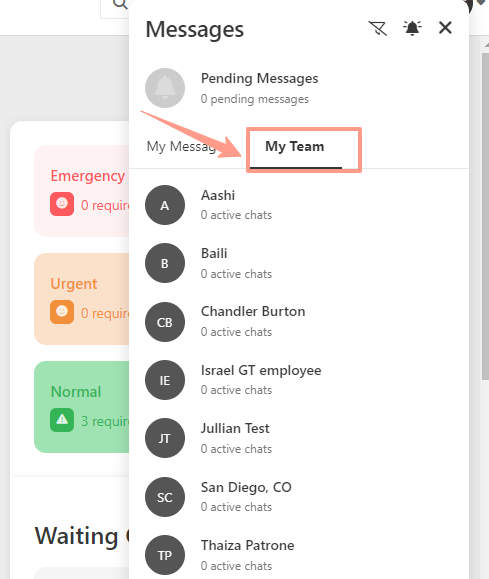 Messages
Pending Messages
0 pending messages
My Messag
My Team
A
Aashi
0 active chats
B
Baili
0 active chats
CB
Chandler Burton
0 active chats
IE
Israel GT employee
0 active chats
JT
Jullian Test
0 active chats
SC
San Diego, CO
0 active chats
TP
Thaiza Patrone
0 active chats
Emergency
0 require
Urgent
0 require
Normal
3 require
Waiting